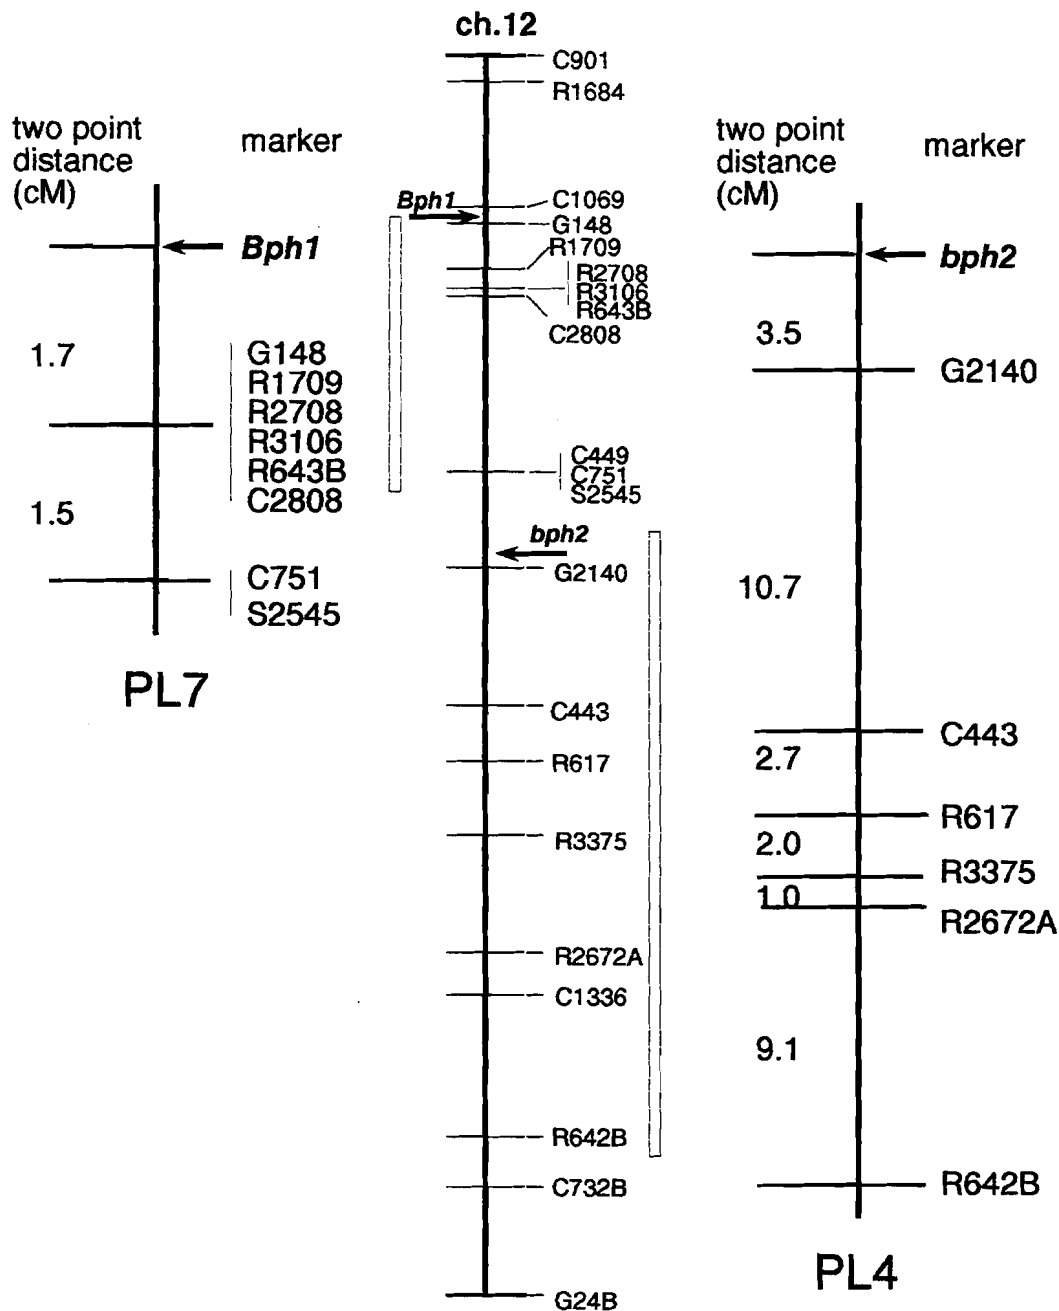 ch.12
C901
R1684
C1069
Bph1
G148
R1709
R2708
R3106
R643B
C2808
C449
C751
S2545
bph2
G2140
C443
R617
R3375
R2672A
C1336
R642B
C732B
G24B
two point
distance
(cM)
marker
Bph1
1.7
G148
R1709
R2708
R3106
R643B
C2808
1.5
C751
S2545
PL7
two point
distance
(cM)
marker
bph2
3.5
G2140
10.7
C443
2.7
R617
2.0
R3375
1.0
R2672A
9.1
R642B
PL4